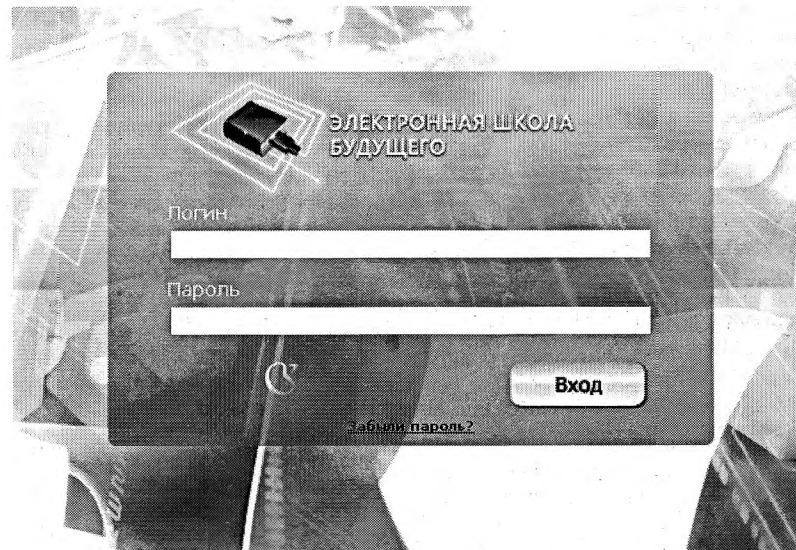 ЭЛЕКТРОННАЯ ШКОЛА
БУДУЩЕГО
Логин
Пароль
Вход
Забыли пароль?